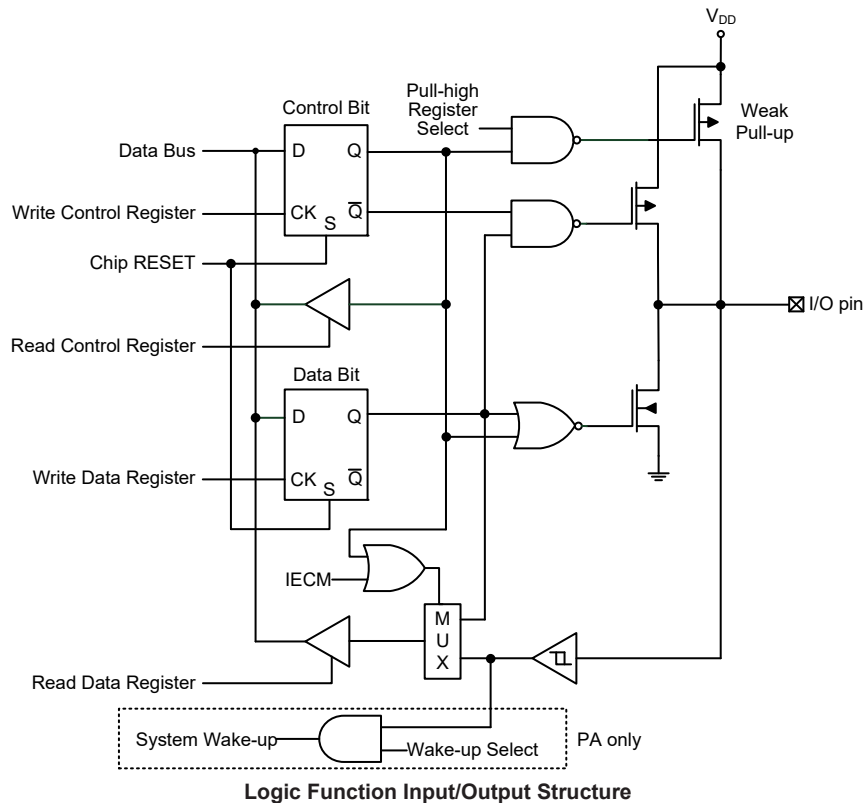 V_DD
Pull-high
Register
Select
Control Bit
Weak
Pull-up
Data Bus
D
Q
Write Control Register
CK
S
Q̅
Chip RESET
I/O pin
Read Control Register
Data Bit
D
Q
Write Data Register
CK
S
Q̅
IECM
M
U
X
Read Data Register
System Wake-up
Wake-up Select
PA only
Logic Function Input/Output Structure